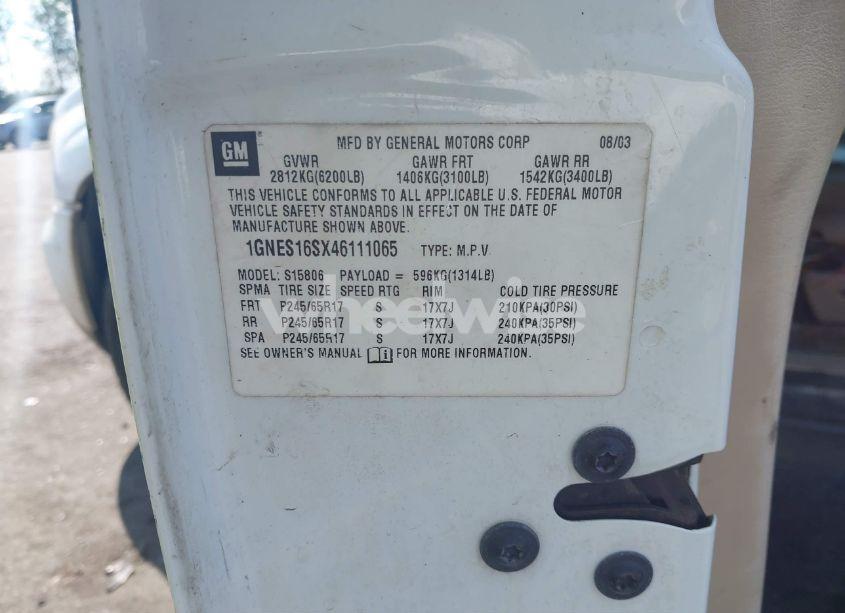 GM
MFD BY GENERAL MOTORS CORP 08/03
GVWR GAWR FRT GAWR RR
2812KG(6200LB) 1406KG(3100LB) 1542KG(3400LB)
THIS VEHICLE CONFORMS TO ALL APPLICABLE U.S. FEDERAL MOTOR
VEHICLE SAFETY STANDARDS IN EFFECT ON THE DATE OF
MANUFACTURE SHOWN ABOVE.
1GNES16SX46111065 TYPE: M.P.V.
MODEL: S15806 PAYLOAD = 596KG(1314LB)
SPMA TIRE SIZE SPEED RTG RIM COLD TIRE PRESSURE
FRT P245/65R17 S 17X7J 210KPA(30PSI)
RR P245/65R17 S 17X7J 240KPA(35PSI)
SPA P245/65R17 S 17X7J 240KPA(35PSI)
SEE OWNER'S MANUAL FOR MORE INFORMATION.
wheelwire